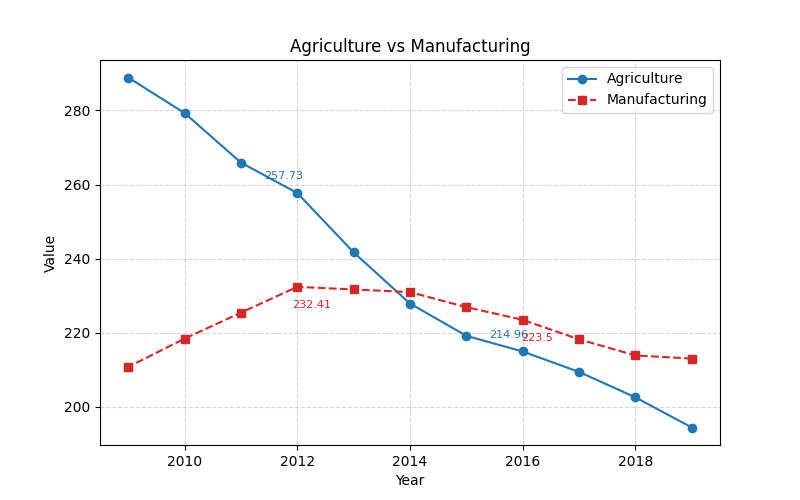 Agriculture vs Manufacturing
Agriculture
Manufacturing
280
260
240
220
200
Value
257.73
232.41
214.96
223.5
2010
2012
2014
2016
2018
Year